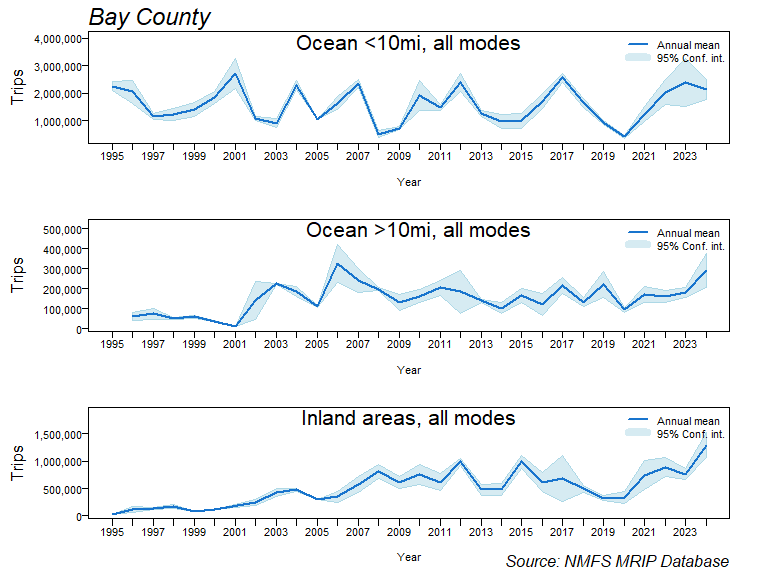 Bay County
Ocean <10mi, all modes
Annual mean
95% Conf. int.
4,000,000
3,000,000
2,000,000
1,000,000
Trips
1995 1997 1999 2001 2003 2005 2007 2009 2011 2013 2015 2017 2019 2021 2023
Year
Ocean >10mi, all modes
Annual mean
95% Conf. int.
500,000
400,000
300,000
200,000
100,000
0
Trips
1995 1997 1999 2001 2003 2005 2007 2009 2011 2013 2015 2017 2019 2021 2023
Year
Inland areas, all modes
Annual mean
95% Conf. int.
1,500,000
1,000,000
500,000
0
Trips
1995 1997 1999 2001 2003 2005 2007 2009 2011 2013 2015 2017 2019 2021 2023
Year
Source: NMFS MRIP Database